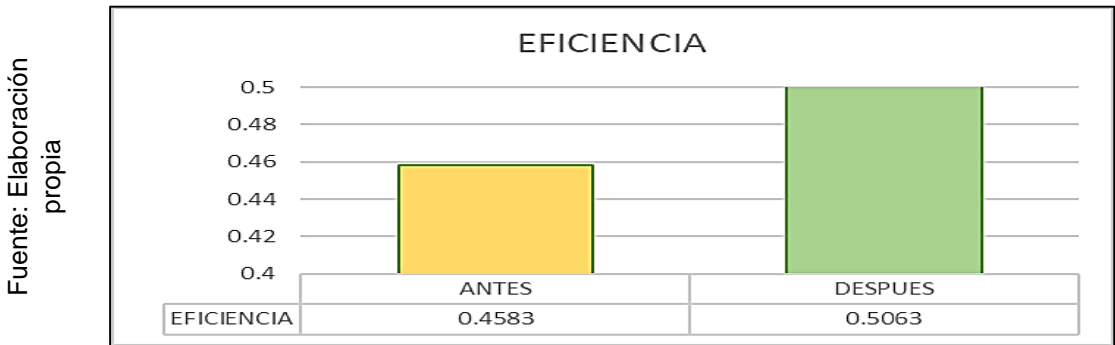 Fuente: Elaboración
propia
EFICIENCIA
0.5
0.48
0.46
0.44
0.42
0.4
ANTES DESPUES
EFICIENCIA 0.4583 0.5063